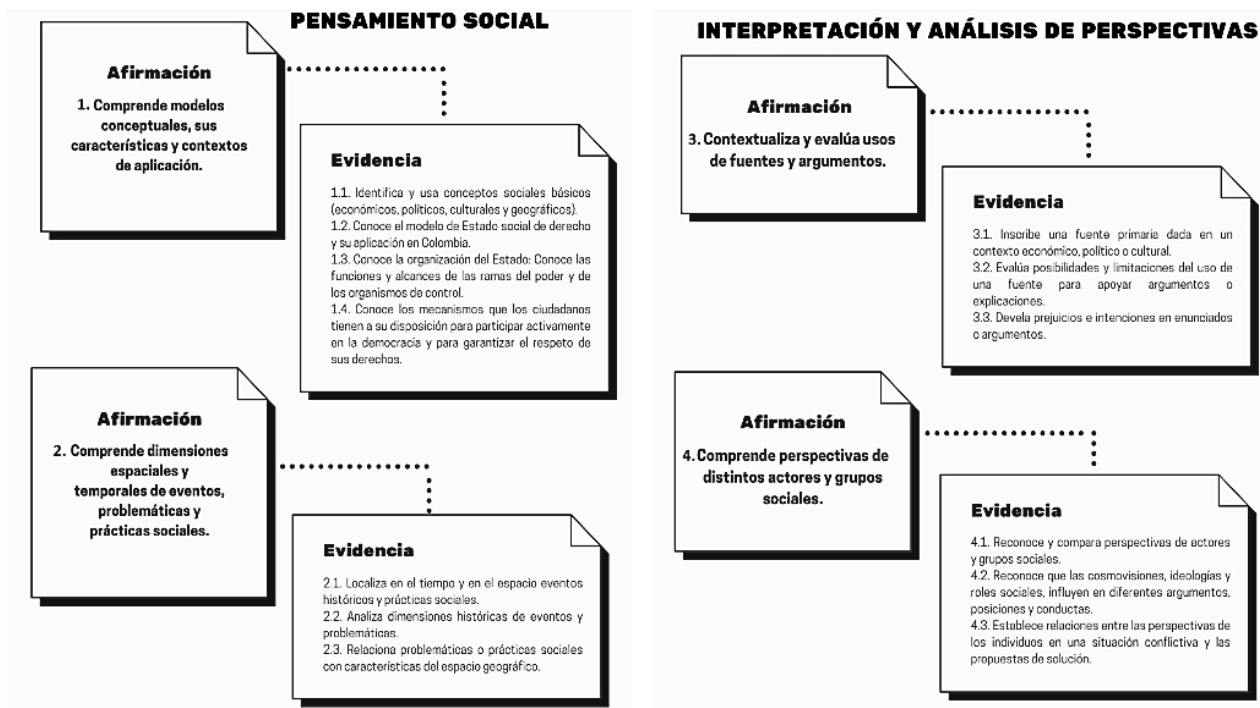 PENSAMIENTO SOCIAL
Afirmación
1. Comprende modelos
conceptuales, sus
características y contextos
de aplicación.
Evidencia
1.1. Identifica y usa conceptos sociales básicos
(económicos, políticos, culturales y geográficos).
1.2. Conoce el modelo de Estado social de derecho
y su aplicación en Colombia.
1.3. Conoce la organización del Estado: Conoce las
funciones y alcances de las ramas del poder y de
los organismos de control.
1.4. Conoce los mecanismos que los ciudadanos
tienen a su disposición para participar activamente
en la democracia y para garantizar el respeto de
sus derechos.
Afirmación
2. Comprende dimensiones
espaciales y
temporales de eventos,
problemáticas y
prácticas sociales.
Evidencia
2.1. Localiza en el tiempo y en el espacio eventos
históricos y prácticas sociales.
2.2. Analiza dimensiones históricas de eventos y
problemáticas.
2.3. Relaciona problemáticas o prácticas sociales
con características del espacio geográfico.
INTERPRETACIÓN Y ANÁLISIS DE PERSPECTIVAS
Afirmación
3. Contextualiza y evalúa usos
de fuentes y argumentos.
Evidencia
3.1. Inscribe una fuente primaria dada en un
contexto económico, político o cultural.
3.2. Evalúa posibilidades y limitaciones del uso de
una fuente para apoyar argumentos o
explicaciones.
3.3. Devela prejuicios e intenciones en enunciados
o argumentos.
Afirmación
4. Comprende perspectivas de
distintos actores y grupos
sociales.
Evidencia
4.1. Reconoce y compara perspectivas de actores
y grupos sociales.
4.2. Reconoce que las cosmovisiones, ideologías y
roles sociales, influyen en diferentes argumentos,
posiciones y conductas.
4.3. Establece relaciones entre las perspectivas de
los individuos en una situación conflictiva y las
propuestas de solución.